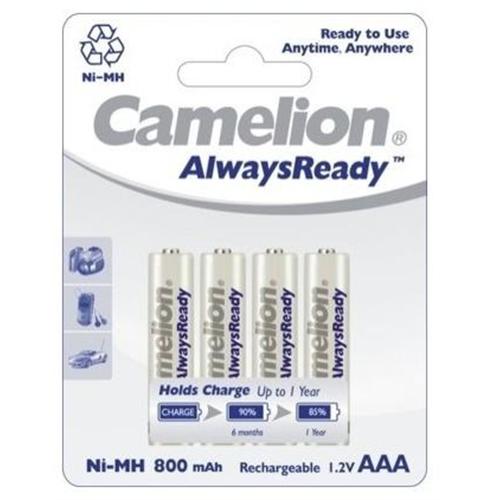 Ready to Use
Anytime, Anywhere
Ni-MH
Camelion®
AlwaysReady™
Camelion
AlwaysReady
Camelion
AlwaysReady
Camelion
AlwaysReady
Camelion
AlwaysReady
Holds Charge Up to 1 Year
CHARGE 90% 85%
6 months 1 Year
Ni-MH 800 mAh Rechargeable 1.2V AAA